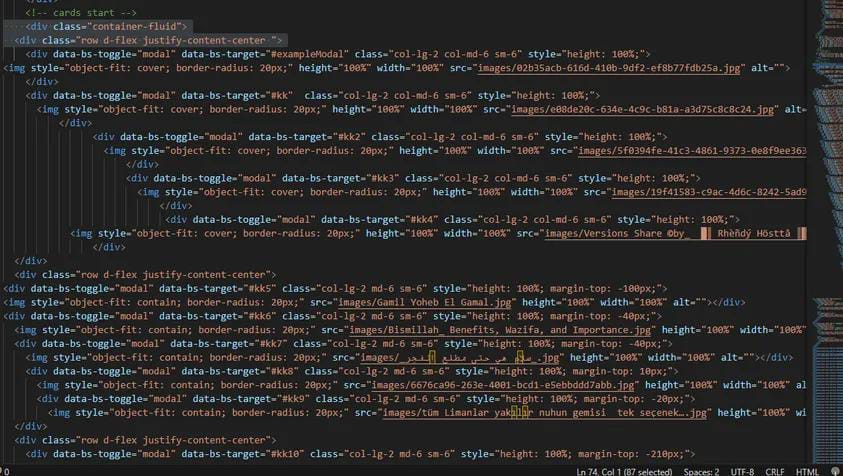 <!-- cards start -->
<div class="container-fluid">
<div class="row d-flex justify-content-center ">
<div data-bs-toggle="modal" data-bs-target="#exampleModal" class="col-lg-2 col-md-6 sm-6" style="height: 100%;">
<img style="object-fit: cover; border-radius: 20px;" height="100%" width="100%" src="images/02b35acb-616d-410b-9df2-ef8b77fdb25a.jpg" alt="">
</div>
<div data-bs-toggle="modal" data-bs-target="#kk"  class="col-lg-2 col-md-6 sm-6" style="height: 100%;">
<img style="object-fit: cover; border-radius: 20px;" height="100%" width="100%" src="images/e08de20c-634e-4c9c-b81a-a3d75c8c8c24.jpg" alt=
</div>
<div data-bs-toggle="modal" data-bs-target="#kk2" class="col-lg-2 col-md-6 sm-6" style="height: 100%;">
<img style="object-fit: cover; border-radius: 20px;" height="100%" width="100%" src="images/5f0394fe-41c3-4861-9373-0e8f9ee363
</div>
<div data-bs-toggle="modal" data-bs-target="#kk3" class="col-lg-2 col-md-6 sm-6" style="height: 100%;">
<img style="object-fit: cover; border-radius: 20px;" height="100%" width="100%" src="images/19f41583-c9ac-4d6c-8242-5ad9
</div>
<div data-bs-toggle="modal" data-bs-target="#kk4" class="col-lg-2 col-md-6 sm-6" style="height: 100%;">
<img style="object-fit: cover; border-radius: 20px;" height="100%" width="100%" src="images/Versions Share ©by_ Rhèñdý Hösttâ
</div>
</div>
<div class="row d-flex justify-content-center">
<div data-bs-toggle="modal" data-bs-target="#kk5" class="col-lg-2 md-6 sm-6" style="height: 100%; margin-top: -100px;">
<img style="object-fit: contain; border-radius: 20px;" src="images/Gamil Yoheb El Gamal.jpg" height="100%" width="100%" alt=""></div>
<div data-bs-toggle="modal" data-bs-target="#kk6" class="col-lg-2 md-6 sm-6" style="height: 100%; margin-top: -40px;">
<img style="object-fit: contain; border-radius: 20px;" src="images/Bismillah_ Benefits, Wazifa, and Importance.jpg" height="100%" width="100%"
<div data-bs-toggle="modal" data-bs-target="#kk7" class="col-lg-2 md-6 sm-6" style="height: 100%; margin-top: -40px;">
<img style="object-fit: contain; border-radius: 20px;" src="images/_سلام هي حتى مطلع الفجر_.jpg" height="100%" width="100%" alt=""></div>
<div data-bs-toggle="modal" data-bs-target="#kk8" class="col-lg-2 md-6 sm-6" style="height: 100%; margin-top: 10px;">
<img style="object-fit: contain; border-radius: 20px;" src="images/6676ca96-263e-4001-bcd1-e5ebbddd7abb.jpg" height="100%" width="100%" al
<div data-bs-toggle="modal" data-bs-target="#kk9" class="col-lg-2 md-6 sm-6" style="height: 100%; margin-top: -20px;">
<img style="object-fit: contain; border-radius: 20px;" src="images/tüm Limanlar yakılır nuhun gemisi  tek seçenek….jpg" height="100%" wi
</div>
<div class="row d-flex justify-content-center">
<div data-bs-toggle="modal" data-bs-target="#kk10" class="col-lg-2 md-6 sm-6" style="height: 100%; margin-top: -210px;">
0 Ln 74, Col 1 (87 selected) Spaces: 2 UTF-8 CRLF HTML